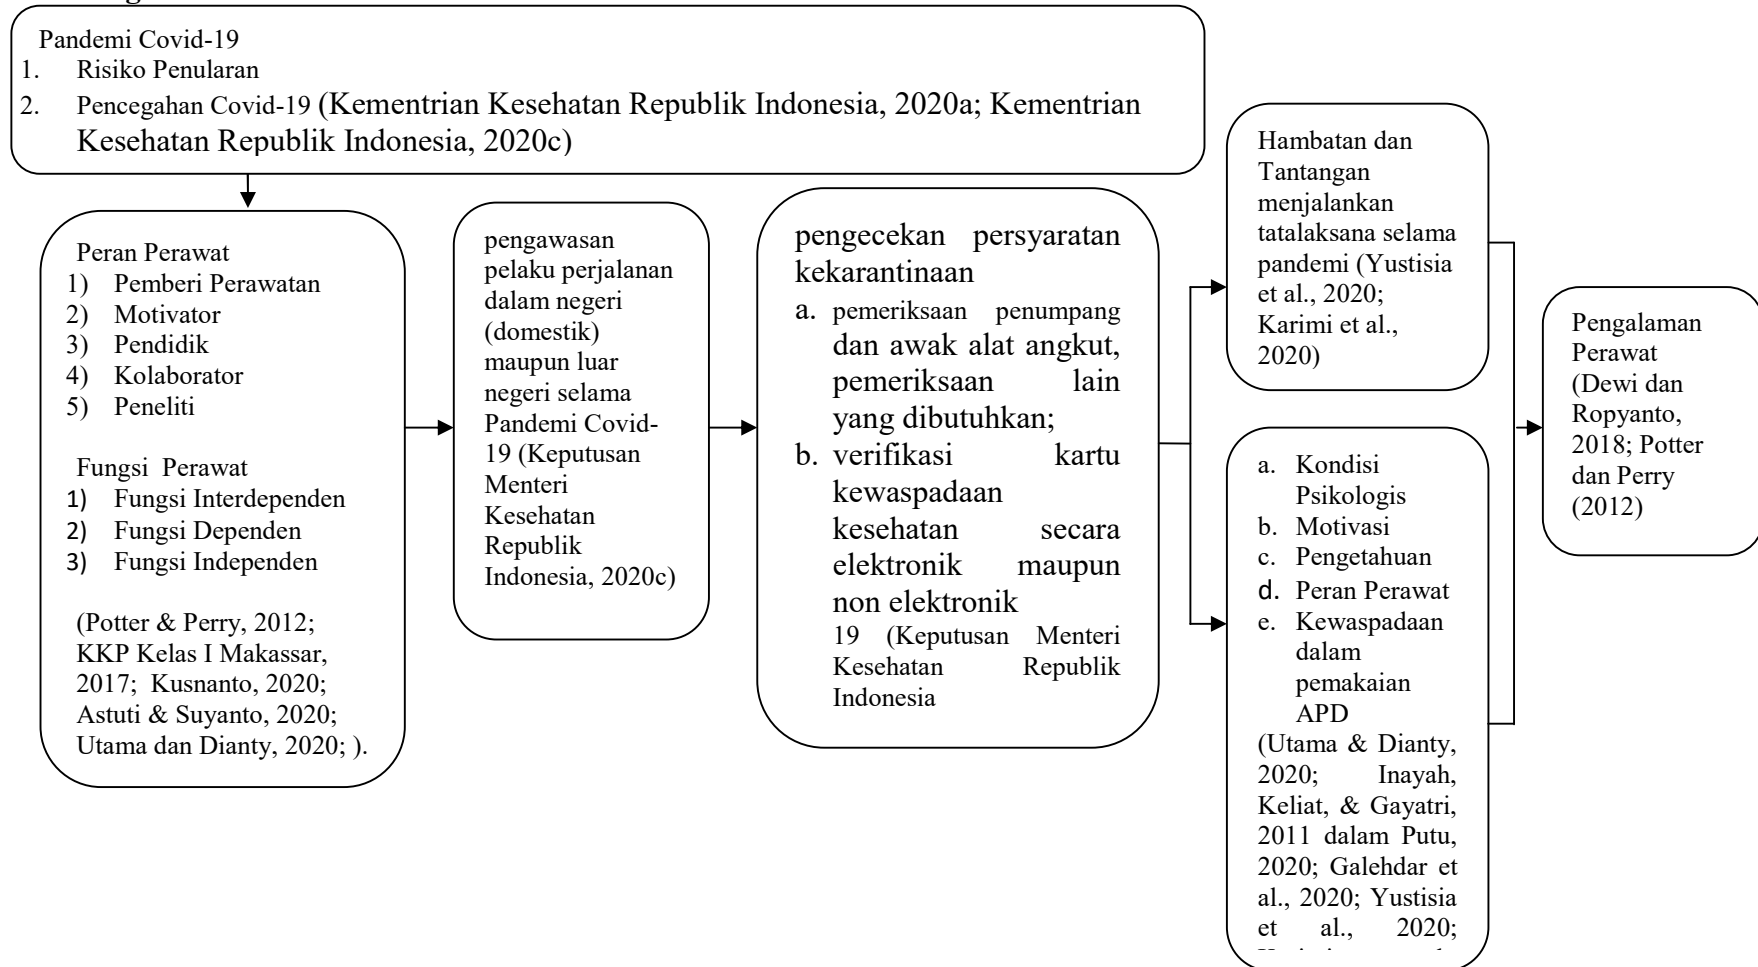 Pandemi Covid-19
1. Risiko Penularan
2. Pencegahan Covid-19 (Kementrian Kesehatan Republik Indonesia, 2020a; Kementrian
Kesehatan Republik Indonesia, 2020c)
Peran Perawat
1) Pemberi Perawatan
2) Motivator
3) Pendidik
4) Kolaborator
5) Peneliti
Fungsi Perawat
1) Fungsi Interdependen
2) Fungsi Dependen
3) Fungsi Independen
(Potter & Perry, 2012;
KKP Kelas I Makassar,
2017; Kusnanto, 2020;
Astuti & Suyanto, 2020;
Utama dan Dianty, 2020; ).
pengawasan
pelaku perjalanan
dalam negeri
(domestik)
maupun luar
negeri selama
Pandemi Covid-
19 (Keputusan
Menteri
Kesehatan
Republik
Indonesia, 2020c)
pengecekan persyaratan
kekarantinaan
a. pemeriksaan penumpang
dan awak alat angkut,
pemeriksaan lain
yang dibutuhkan;
b. verifikasi kartu
kewaspadaan
kesehatan secara
elektronik maupun
non elektronik
19 (Keputusan Menteri
Kesehatan Republik
Indonesia
Hambatan dan
Tantangan
menjalankan
tatalaksana selama
pandemi (Yustisia
et al., 2020;
Karimi et al.,
2020)
a. Kondisi
Psikologis
b. Motivasi
c. Pengetahuan
d. Peran Perawat
e. Kewaspadaan
dalam
pemakaian
APD
(Utama & Dianty,
2020; Inayah,
Keliat, & Gayatri,
2011 dalam Putu,
2020; Galehdar et
al., 2020; Yustisia
et al., 2020;
Pengalaman
Perawat
(Dewi dan
Ropyanto,
2018; Potter
dan Perry
(2012)